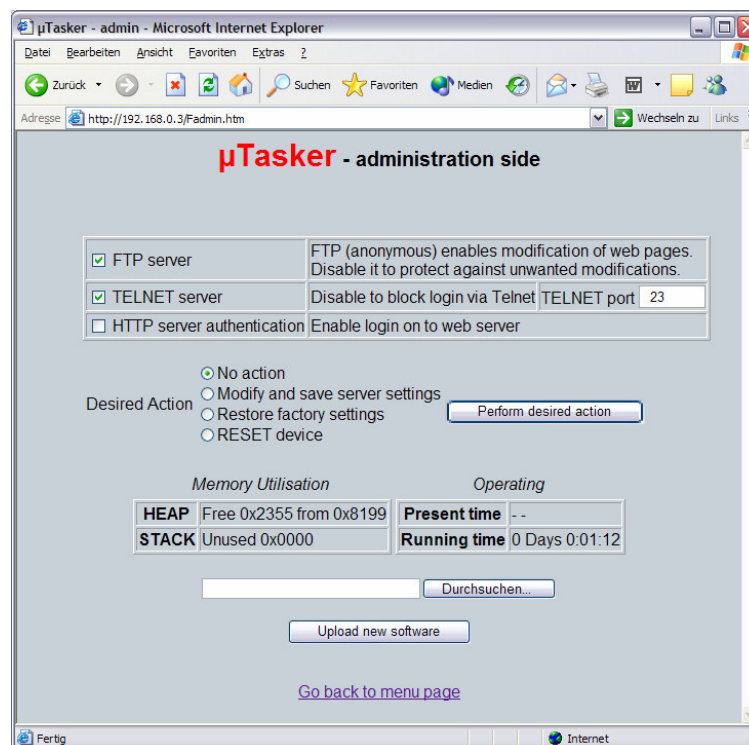 µTasker - admin - Microsoft Internet Explorer
Datei Bearbeiten Ansicht Favoriten Extras ?
Zurück Suchen Favoriten Medien
Adresse http://192.168.0.3/Fadmin.htm Wechseln zu Links
µTasker - administration side
FTP server FTP (anonymous) enables modification of web pages.
Disable it to protect against unwanted modifications.
TELNET server Disable to block login via Telnet TELNET port 23
HTTP server authentication Enable login on to web server
No action
Modify and save server settings
Desired Action Perform desired action
Restore factory settings
RESET device
Memory Utilisation Operating
HEAP Free 0x2355 from 0x8199 Present time - -
STACK Unused 0x0000 Running time 0 Days 0:01:12
Durchsuchen...
Upload new software
Go back to menu page
Fertig Internet